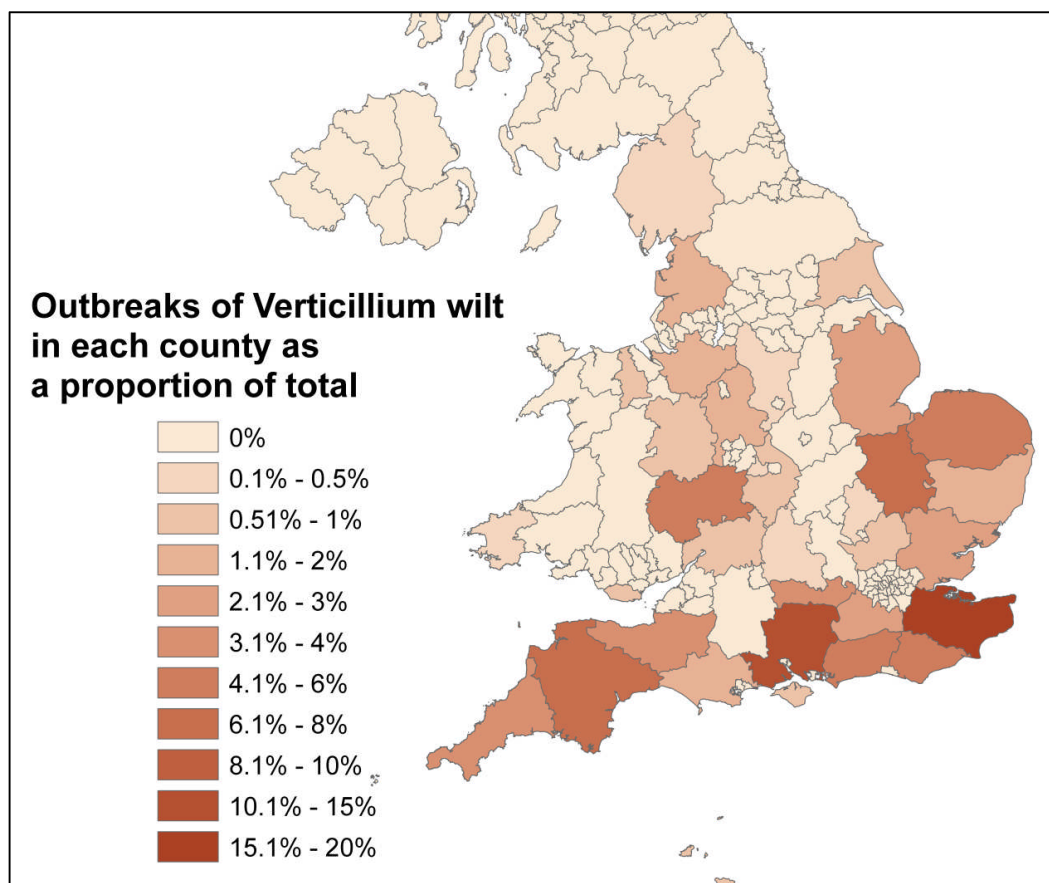 Outbreaks of Verticillium wilt
in each county as
a proportion of total
0%
0.1% - 0.5%
0.51% - 1%
1.1% - 2%
2.1% - 3%
3.1% - 4%
4.1% - 6%
6.1% - 8%
8.1% - 10%
10.1% - 15%
15.1% - 20%